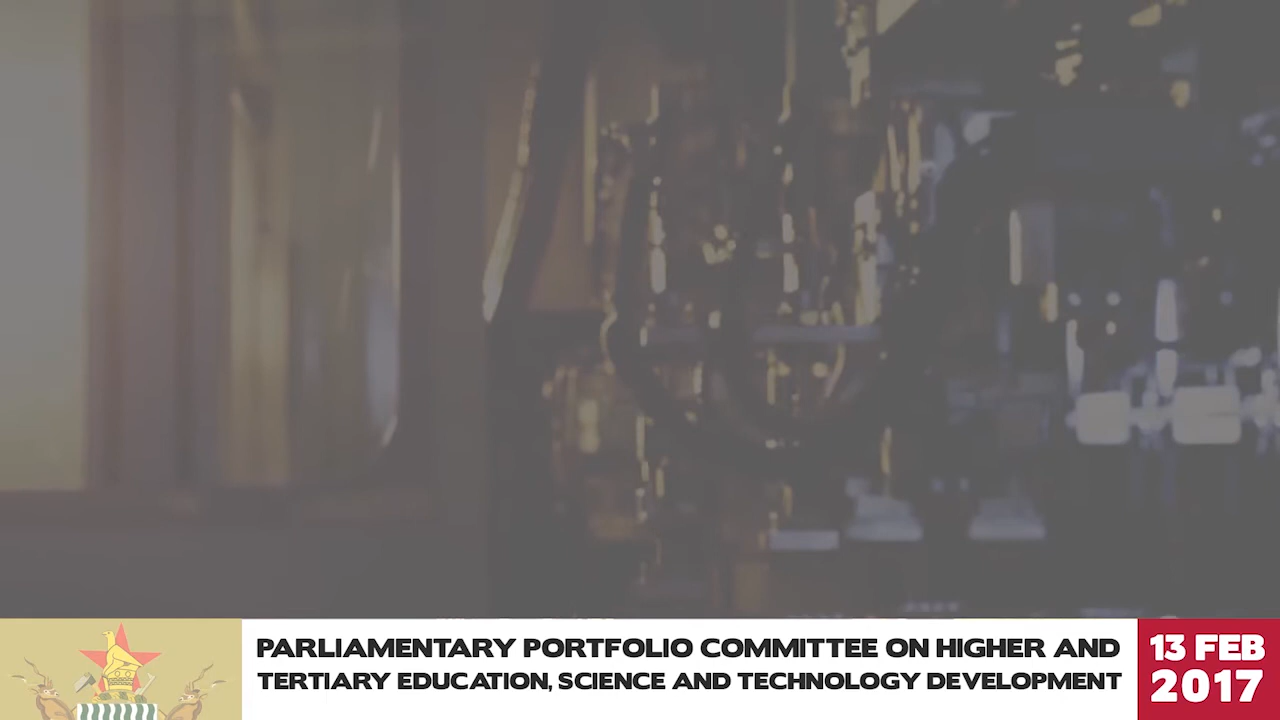 PARLIAMENTARY PORTFOLIO COMMITTEE ON HIGHER AND
TERTIARY EDUCATION, SCIENCE AND TECHNOLOGY DEVELOPMENT
13 FEB
2017